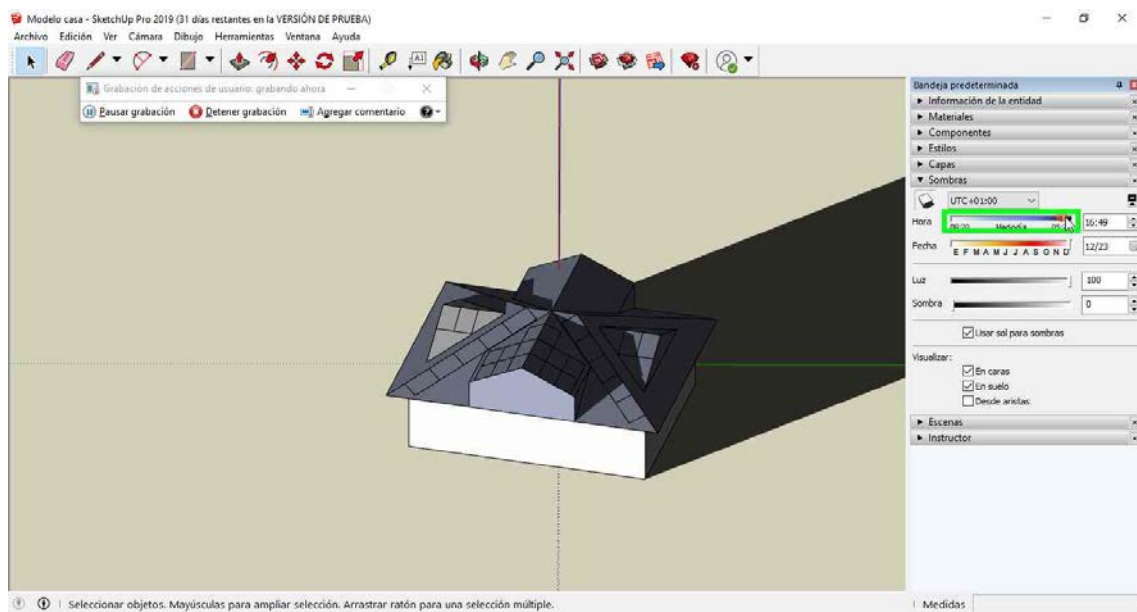 Modelo casa - SketchUp Pro 2019 (31 días restantes en la VERSIÓN DE PRUEBA)
Archivo Edición Ver Cámara Dibujo Herramientas Ventana Ayuda
A1
Grabación de acciones de usuario: grabando ahora
Pausar grabación Detener grabación Agregar comentario
Bandeja predeterminada
Información de la entidad
Materiales
Componentes
Estilos
Capas
Sombras
UTC+01:00
Hora 08:20 Mediodía 16:49
Fecha E F M A M J J A S O N D 12/23
Luz 100
Sombra 0
Usar sol para sombras
Visualizar:
En caras
En suelo
Desde aristas
Escenas
Instructor
Seleccionar objetos. Mayúsculas para ampliar selección. Arrastrar ratón para una selección múltiple.
Medidas